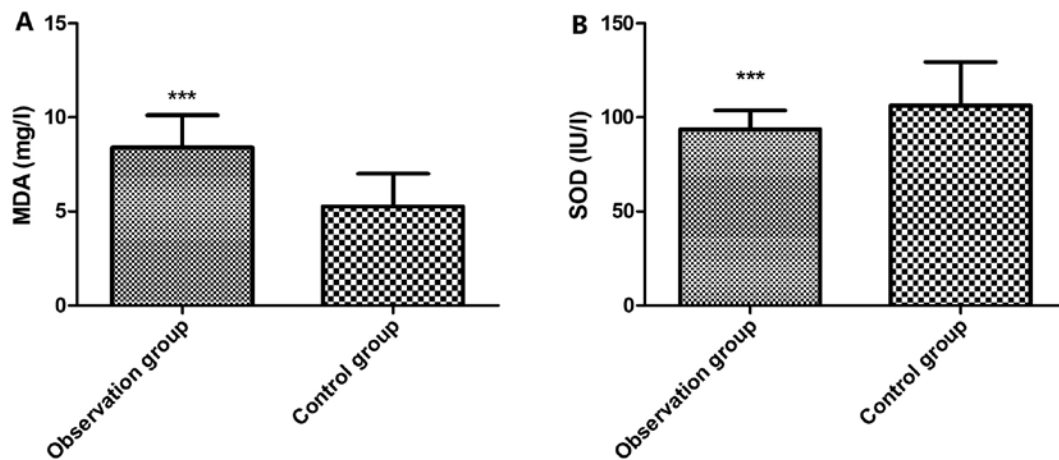 A
MDA (mg/l)
15
10
5
0
***
Observation group
Control group
B
SOD (IU/l)
150
100
50
0
***
Observation group
Control group